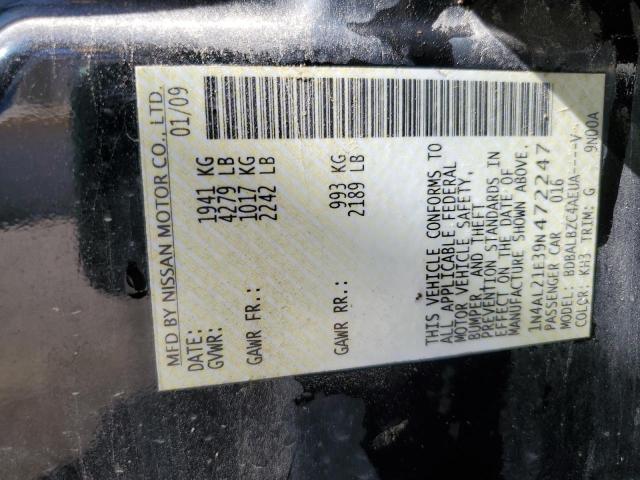 MFD BY NISSAN MOTOR CO., LTD.
DATE: 01/09
GVWR: 1941 KG
4279 LB
GAWR FR.: 1017 KG
2242 LB
GAWR RR.: 993 KG
2189 LB
THIS VEHICLE CONFORMS TO
ALL APPLICABLE FEDERAL
MOTOR VEHICLE SAFETY,
BUMPER, AND THEFT
PREVENTION STANDARDS IN
EFFECT ON THE DATE OF
MANUFACTURE SHOWN ABOVE.
1N4AL21E39N472247
PASSENGER CAR 016
MODEL: BDBALBZC4AEUA-----V-
COLOR: KH3 TRIM: G 9N00A